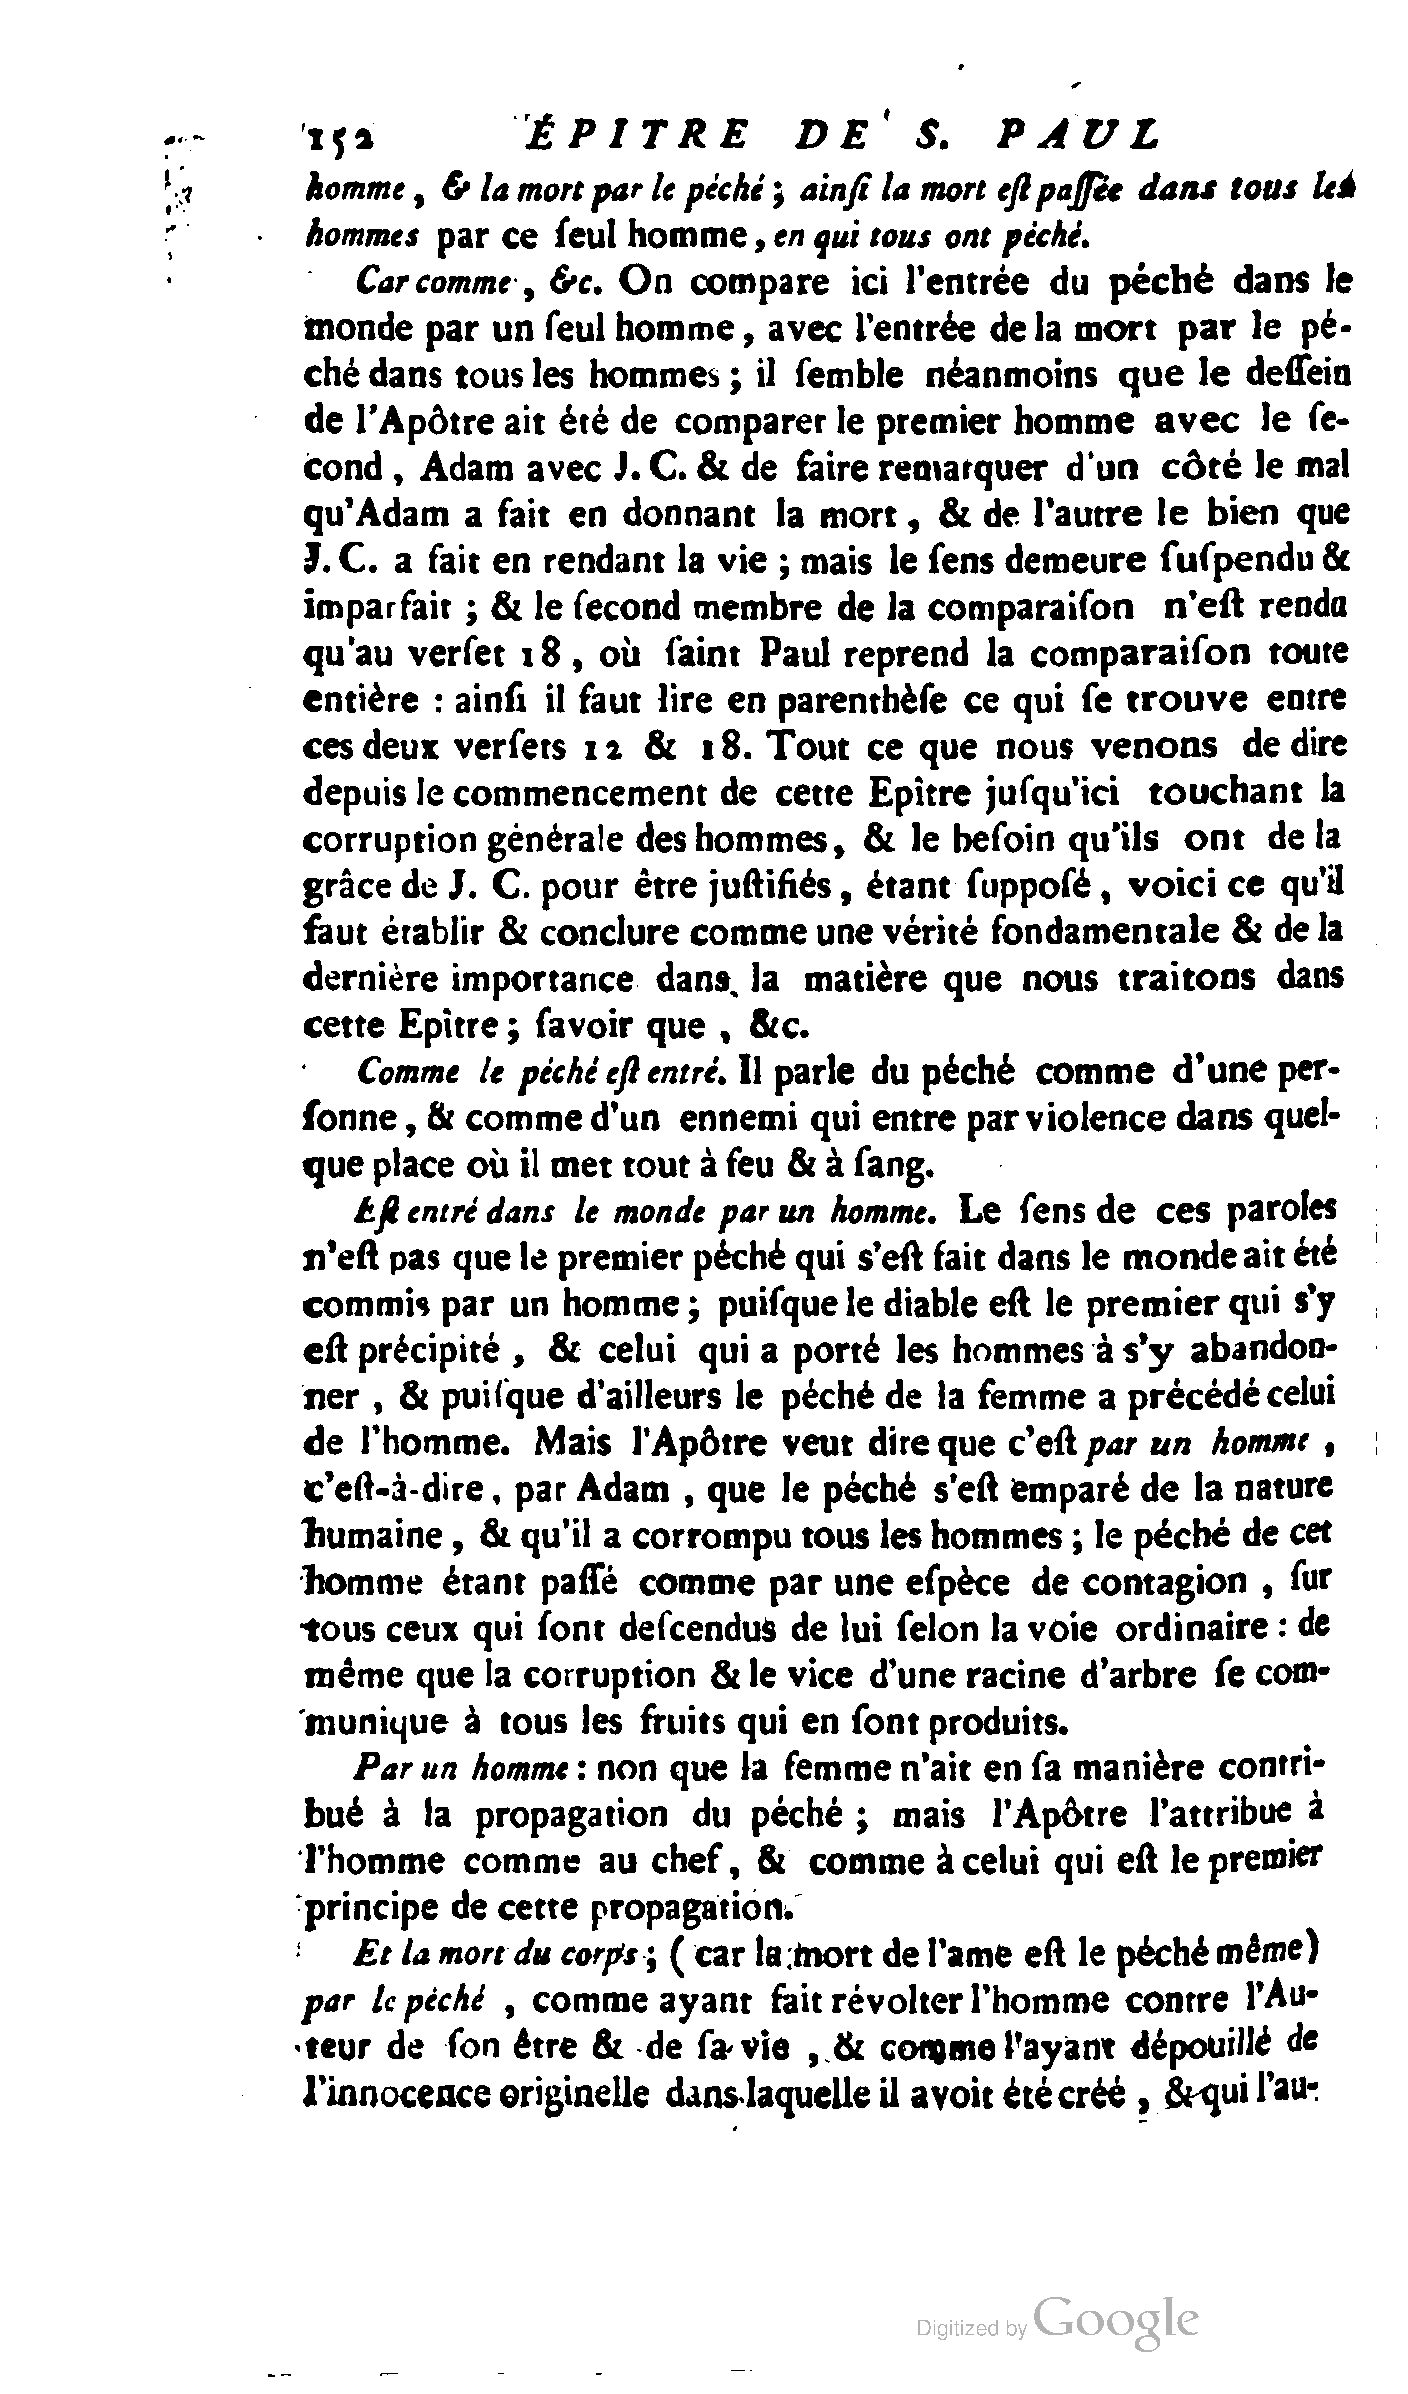 152 ÉPITRE DE S. PAUL
homme, & la mort par le péché; ainſi la mort eſt paſſée dans tous les
hommes par ce ſeul homme, en qui tous ont péché.
Car comme, &c. On compare ici l'entrée du péché dans le
monde par un ſeul homme, avec l'entrée de la mort par le pé-
ché dans tous les hommes; il ſemble néanmoins que le deſſein
de l'Apôtre ait été de comparer le premier homme avec le ſe-
cond, Adam avec J. C. & de faire remarquer d'un côté le mal
qu'Adam a fait en donnant la mort, & de l'autre le bien que
J. C. a fait en rendant la vie; mais le ſens demeure ſuſpendu &
imparfait; & le ſecond membre de la comparaiſon n'eſt rendu
qu'au verſet 18, où ſaint Paul reprend la comparaiſon toute
entière : ainſi il faut lire en parenthèſe ce qui ſe trouve entre
ces deux verſets 12 & 18. Tout ce que nous venons de dire
depuis le commencement de cette Epître juſqu'ici touchant la
corruption générale des hommes, & le beſoin qu'ils ont de la
grâce de J. C. pour être juſtifiés, étant ſuppoſé, voici ce qu'il
faut établir & conclure comme une vérité fondamentale & de la
dernière importance dans la matière que nous traitons dans
cette Epître; ſavoir que, &c.
Comme le péché eſt entré. Il parle du péché comme d'une per-
ſonne, & comme d'un ennemi qui entre par violence dans quel-
que place où il met tout à feu & à ſang.
Eſt entré dans le monde par un homme. Le ſens de ces paroles
n'eſt pas que le premier péché qui s'eſt fait dans le monde ait été
commis par un homme; puiſque le diable eſt le premier qui s'y
eſt précipité, & celui qui a porté les hommes à s'y abandon-
ner, & puiſque d'ailleurs le péché de la femme a précédé celui
de l'homme. Mais l'Apôtre veut dire que c'eſt par un homme,
c'eſt-à-dire, par Adam, que le péché s'eſt emparé de la nature
humaine, & qu'il a corrompu tous les hommes; le péché de cet
homme étant paſſé comme par une eſpèce de contagion, ſur
tous ceux qui ſont deſcendus de lui ſelon la voie ordinaire : de
même que la corruption & le vice d'une racine d'arbre ſe com-
munique à tous les fruits qui en ſont produits.
Par un homme : non que la femme n'ait en ſa manière contri-
bué à la propagation du péché; mais l'Apôtre l'attribue à
l'homme comme au chef, & comme à celui qui eſt le premier
principe de cette propagation.
Et la mort du corps; (car la mort de l'ame eſt le péché même)
par le péché, comme ayant fait révolter l'homme contre l'Au-
teur de ſon être & de ſa vie, & comme l'ayant dépouillé de
l'innocence originelle dans laquelle il avoit été créé, & qui l'au-
Digitized by Google